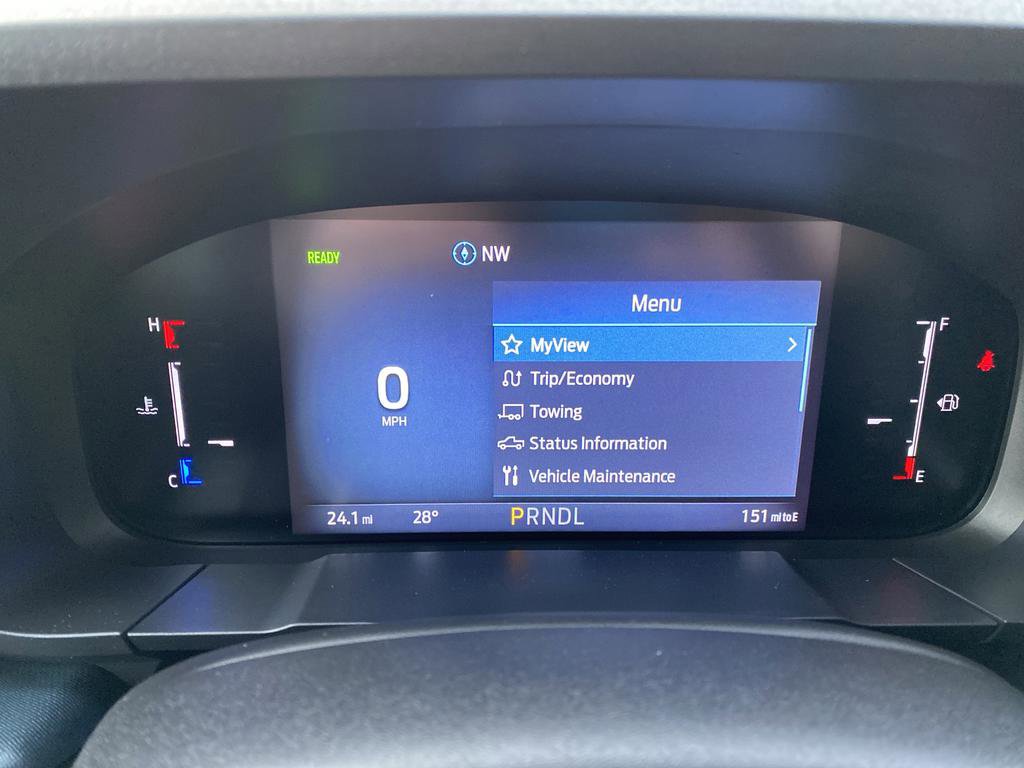 READY
NW
Menu
MyView
Trip/Economy
Towing
Status Information
Vehicle Maintenance
0
MPH
H
C
F
E
24.1 mi 28° PRNDL 151 mi to E